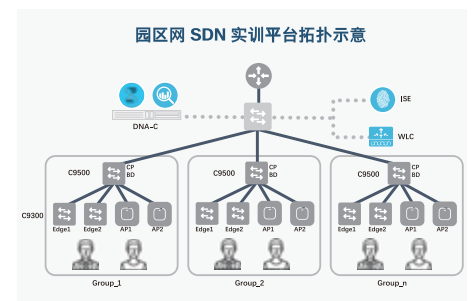 园区网 SDN 实训平台拓扑示意
ISE
DNA-C
WLC
C9500
CP
BD
C9500
CP
BD
C9500
CP
BD
C9300
Edge1 Edge2 AP1 AP2
Edge1 Edge2 AP1 AP2
Edge1 Edge2 AP1 AP2
Group_1
Group_2
Group_n